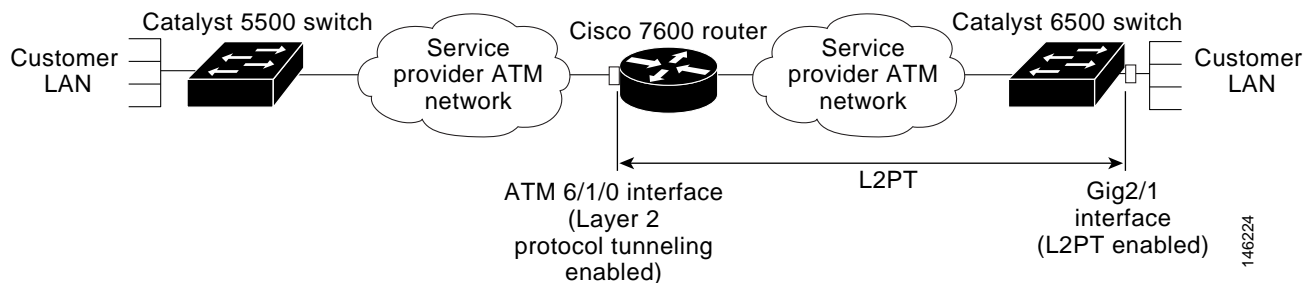 Catalyst 5500 switch
Cisco 7600 router
Catalyst 6500 switch
Customer
LAN
Service
provider ATM
network
Service
provider ATM
network
Customer
LAN
L2PT
ATM 6/1/0 interface
(Layer 2
protocol tunneling
enabled)
Gig2/1
interface
(L2PT enabled)
146224